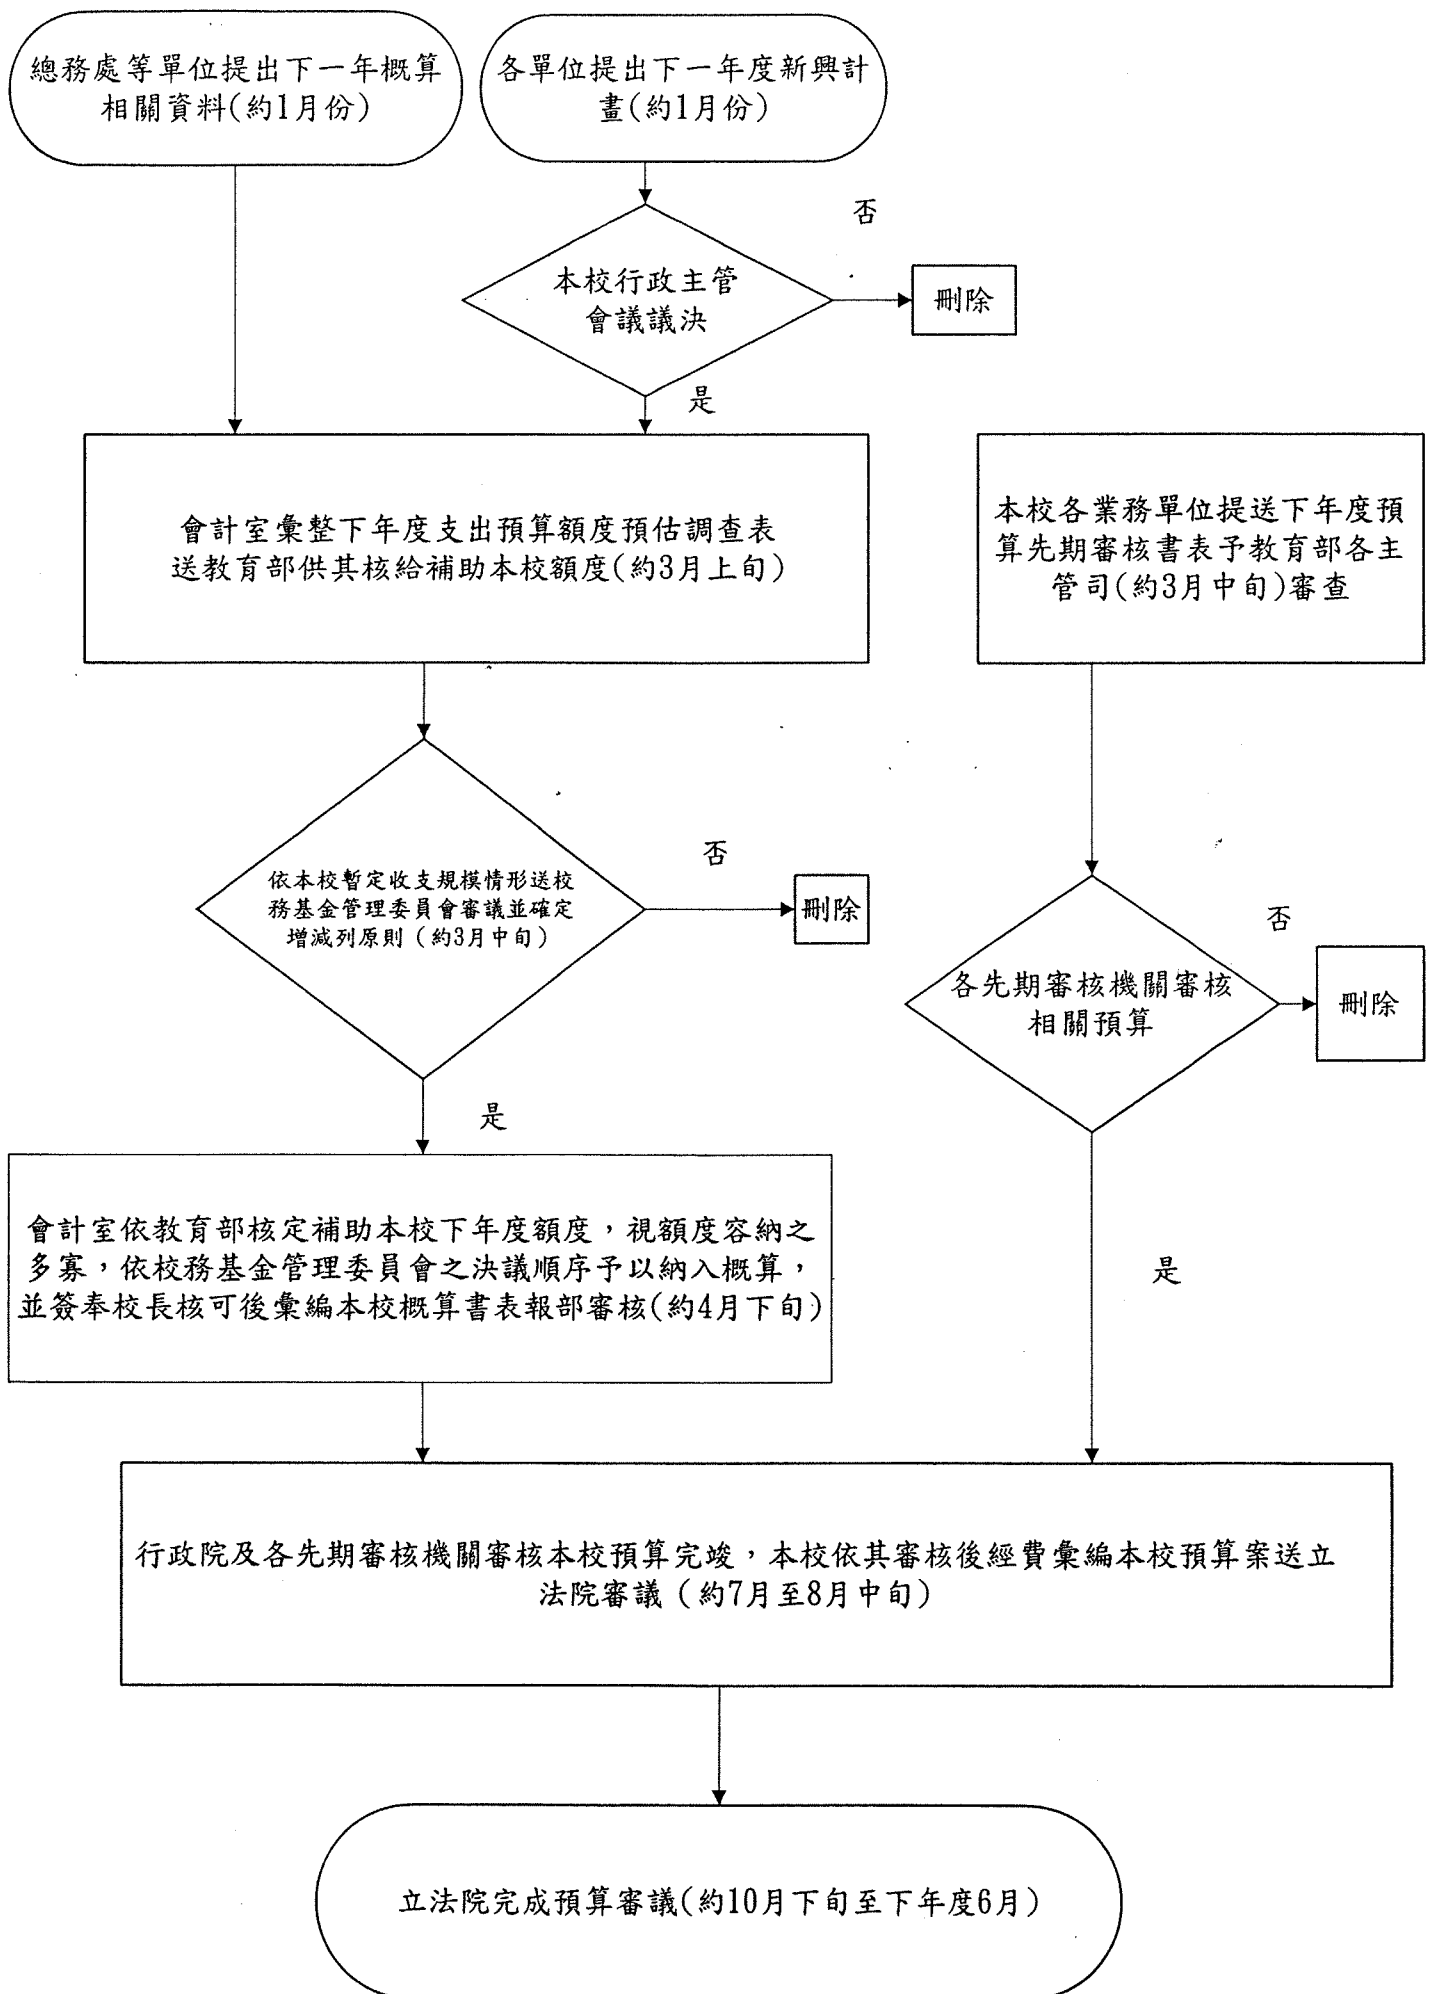 總務處等單位提出下一年概算
相關資料(約1月份)
各單位提出下一年度新興計
畫(約1月份)
否
本校行政主管
會議議決
刪除
是
會計室彙整下年度支出預算額度預估調查表
送教育部供其核給補助本校額度(約3月上旬)
本校各業務單位提送下年度預
算先期審核書表予教育部各主
管司(約3月中旬)審查
否
依本校暫定收支規模情形送校
務基金管理委員會審議並確定
增減列原則（約3月中旬）
刪除
否
各先期審核機關審核
相關預算
刪除
是
會計室依教育部核定補助本校下年度額度，視額度容納之
多寡，依校務基金管理委員會之決議順序予以納入概算，
並簽奉校長核可後彙編本校概算書表報部審核(約4月下旬)
是
行政院及各先期審核機關審核本校預算完竣，本校依其審核後經費彙編本校預算案送立
法院審議（約7月至8月中旬）
立法院完成預算審議(約10月下旬至下年度6月)